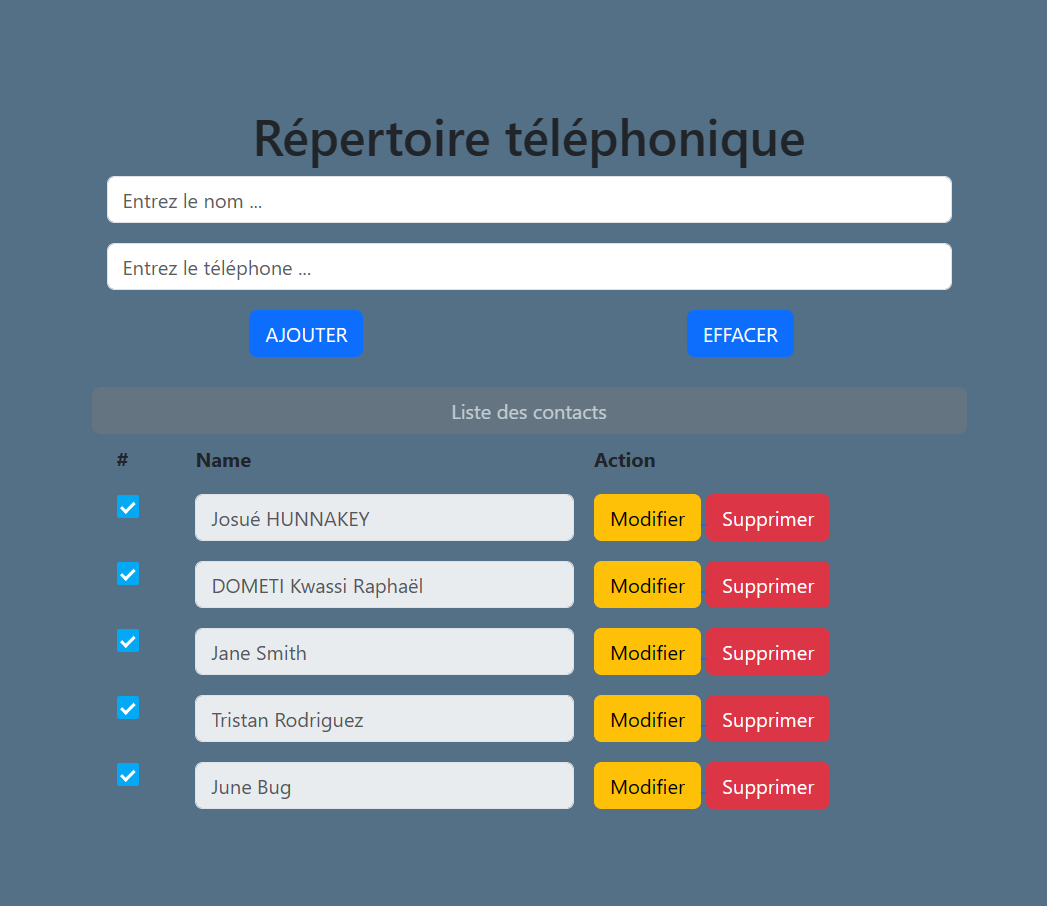 Répertoire téléphonique
Entrez le nom ...
Entrez le téléphone ...
AJOUTER EFFACER
Liste des contacts
# Name Action
Josué HUNNAKEY Modifier Supprimer
DOMETI Kwassi Raphaël Modifier Supprimer
Jane Smith Modifier Supprimer
Tristan Rodriguez Modifier Supprimer
June Bug Modifier Supprimer